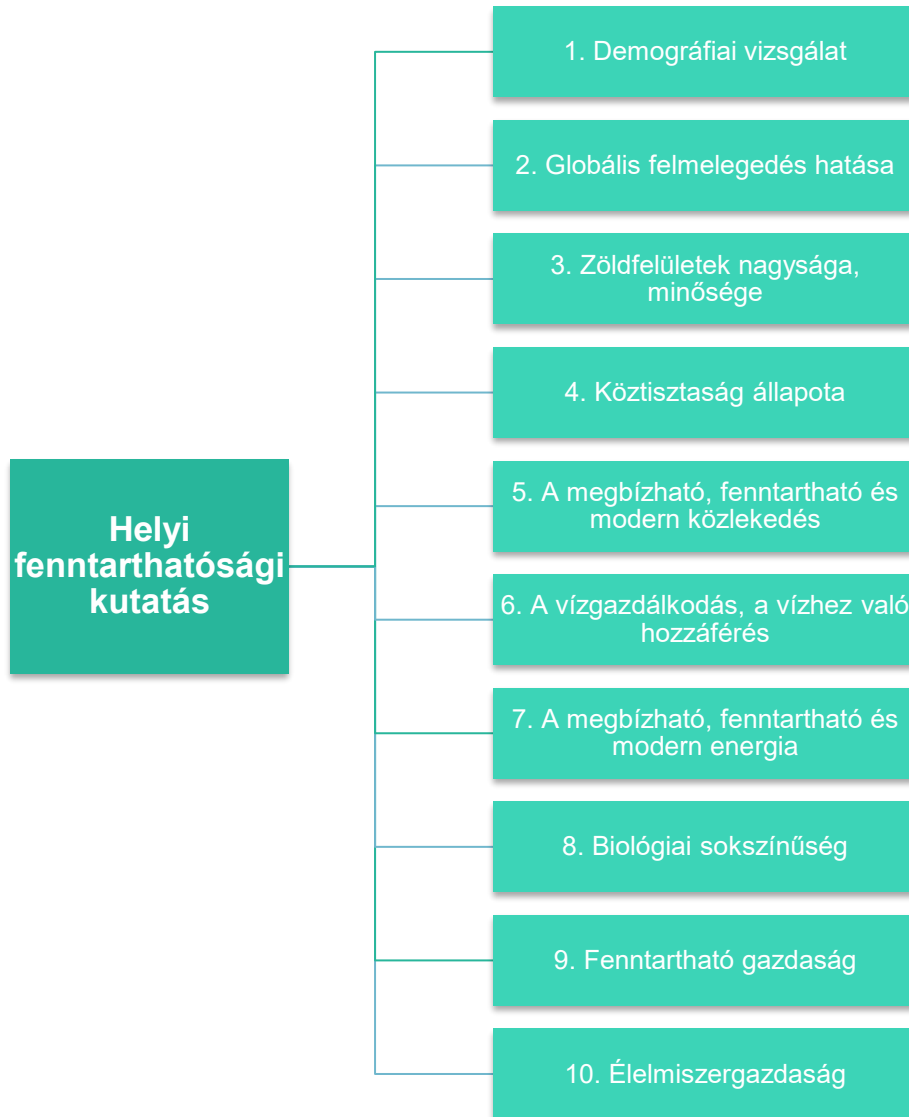 1. Demográfiai vizsgálat
2. Globális felmelegedés hatása
3. Zöldfelületek nagysága,
minősége
4. Köztisztaság állapota
5. A megbízható, fenntartható és
modern közlekedés
Helyi
fenntarthatósági
kutatás
6. A vízgazdálkodás, a vízhez való
hozzáférés
7. A megbízható, fenntartható és
modern energia
8. Biológiai sokszínűség
9. Fenntartható gazdaság
10. Élelmiszergazdaság